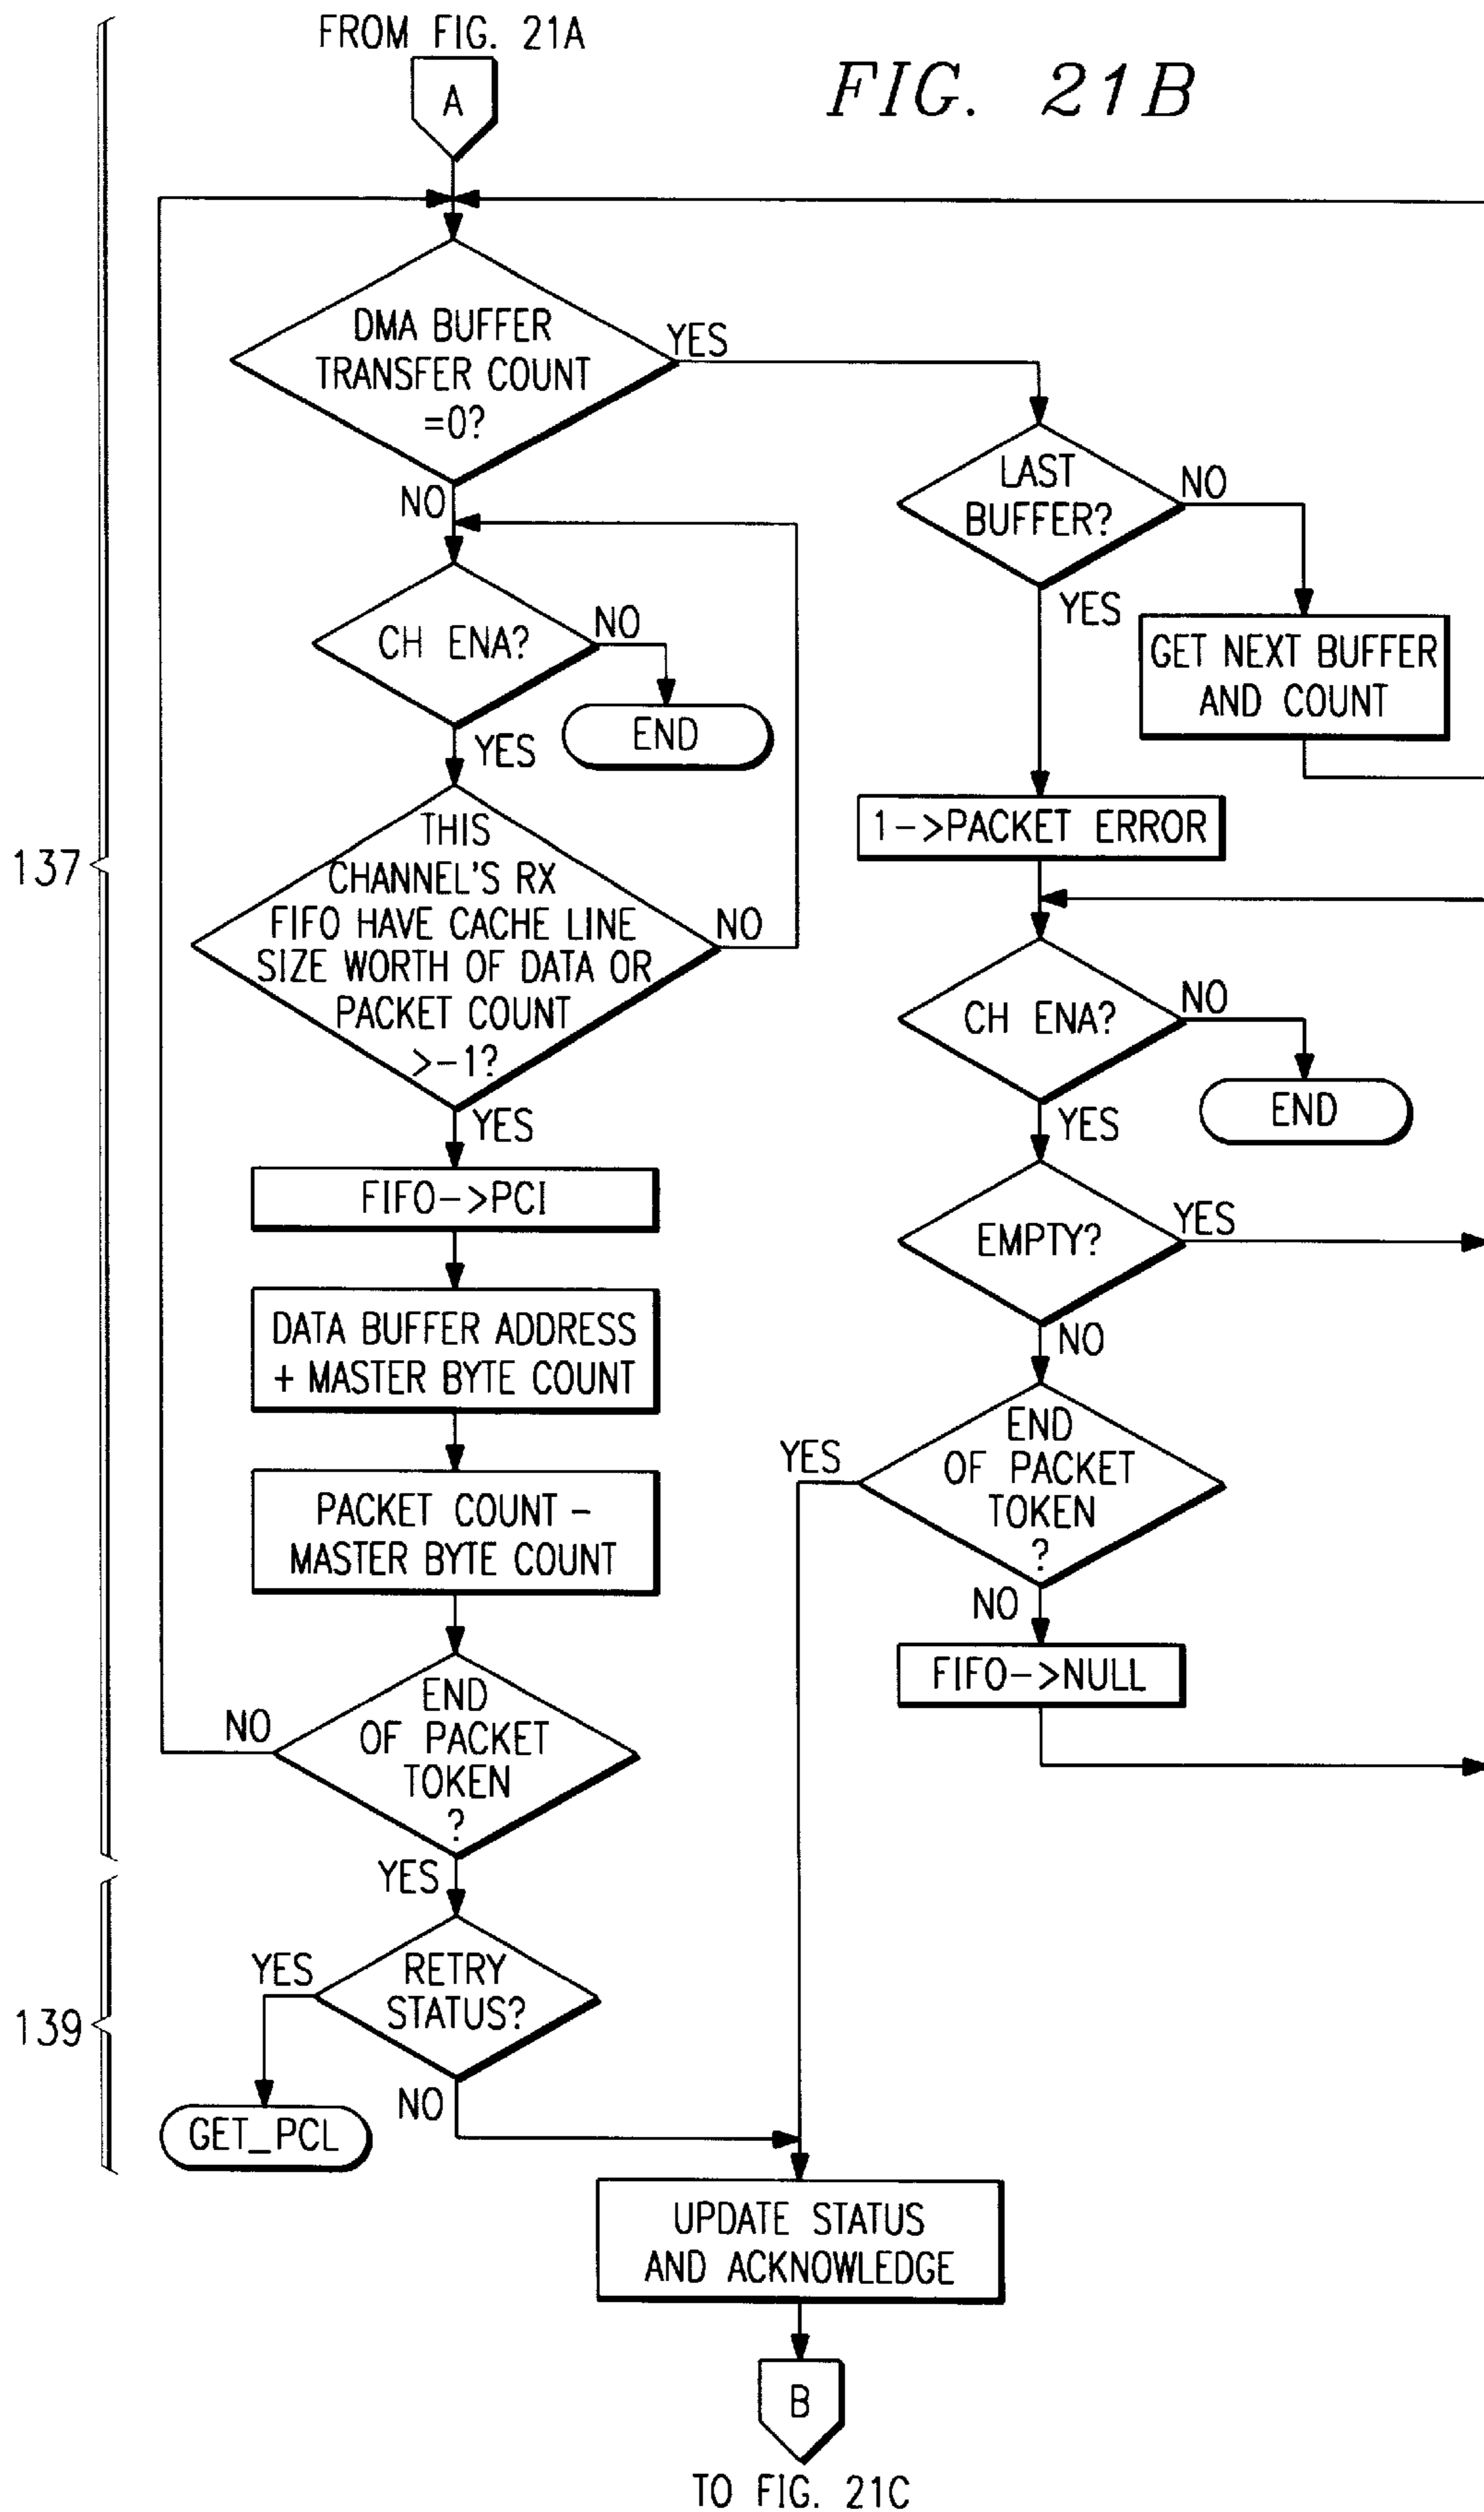 FROM FIG. 21A
FIG. 21B
A
DMA BUFFER
TRANSFER COUNT
=0?
YES
NO
LAST
BUFFER?
NO
YES
GET NEXT BUFFER
AND COUNT
CH ENA?
NO
END
YES
1->PACKET ERROR
THIS
CHANNEL'S RX
FIFO HAVE CACHE LINE
SIZE WORTH OF DATA OR
PACKET COUNT
>-1?
NO
YES
137
CH ENA?
NO
END
YES
FIFO->PCI
EMPTY?
YES
NO
DATA BUFFER ADDRESS
+ MASTER BYTE COUNT
END
OF PACKET
TOKEN
?
YES
NO
PACKET COUNT -
MASTER BYTE COUNT
FIFO->NULL
END
OF PACKET
TOKEN
?
NO
YES
RETRY
STATUS?
YES
NO
139
GET_PCL
UPDATE STATUS
AND ACKNOWLEDGE
B
TO FIG. 21C